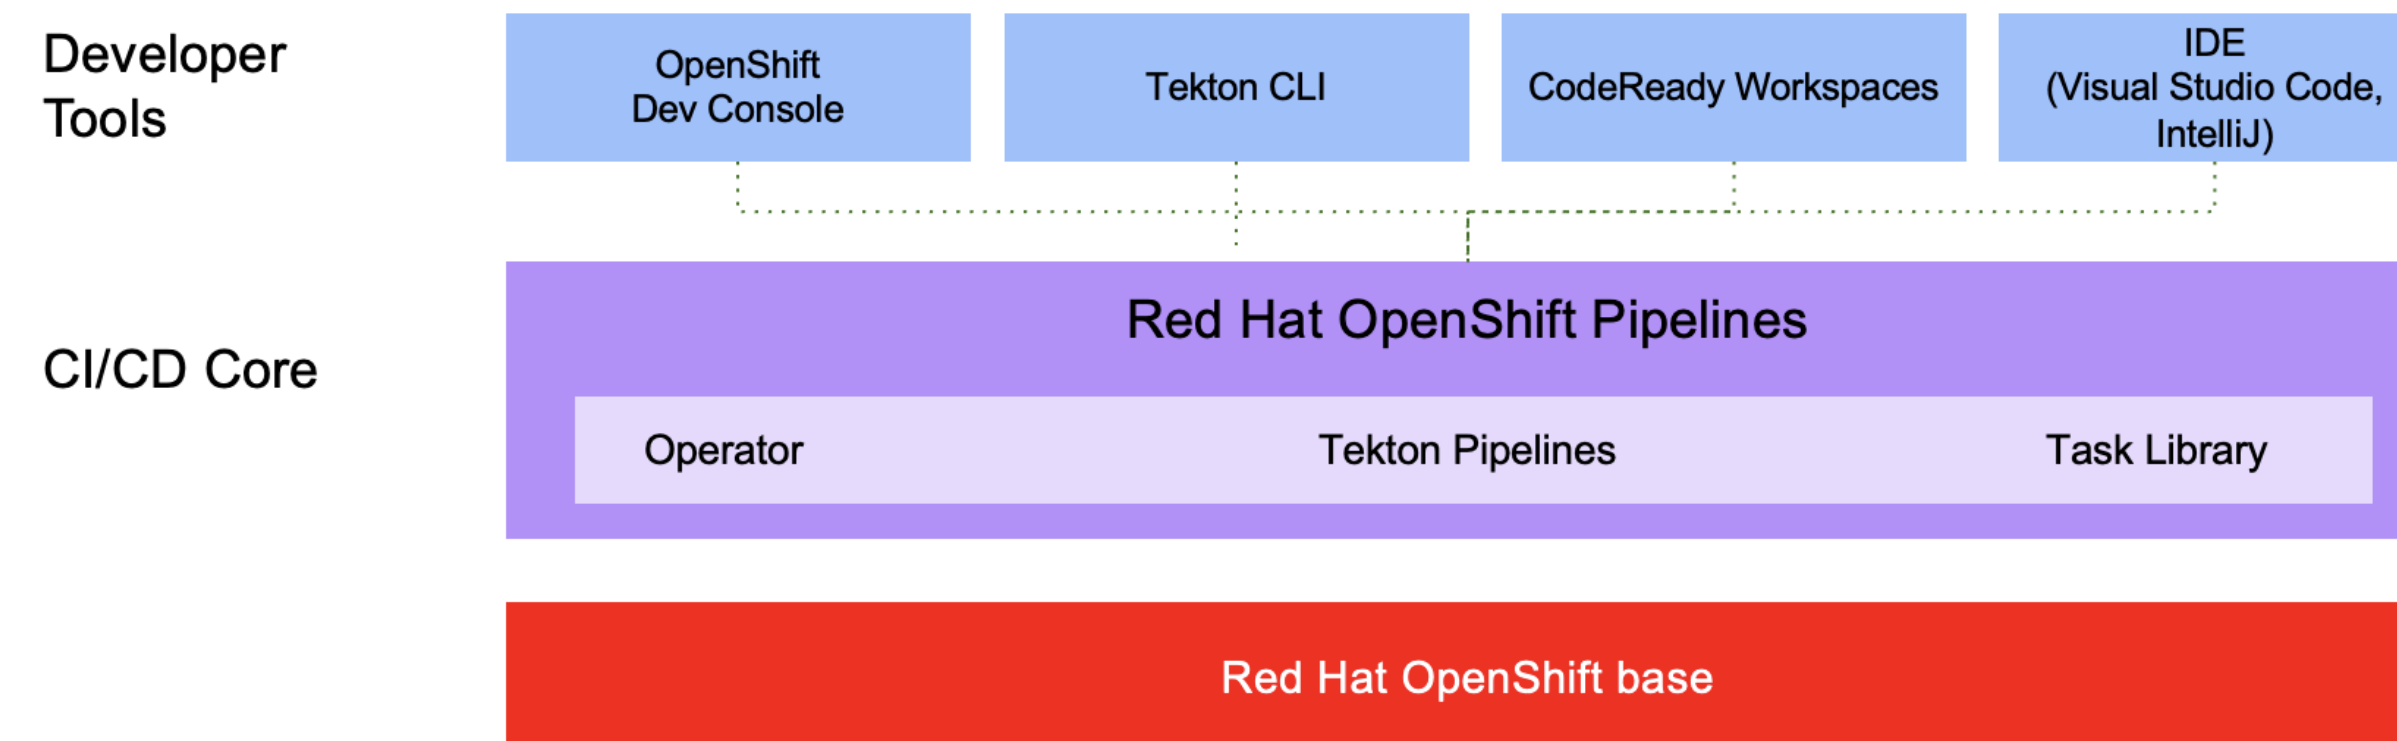 Developer
Tools
OpenShift
Dev Console
Tekton CLI
CodeReady Workspaces
IDE
(Visual Studio Code,
IntelliJ)
CI/CD Core
Red Hat OpenShift Pipelines
Operator
Tekton Pipelines
Task Library
Red Hat OpenShift base